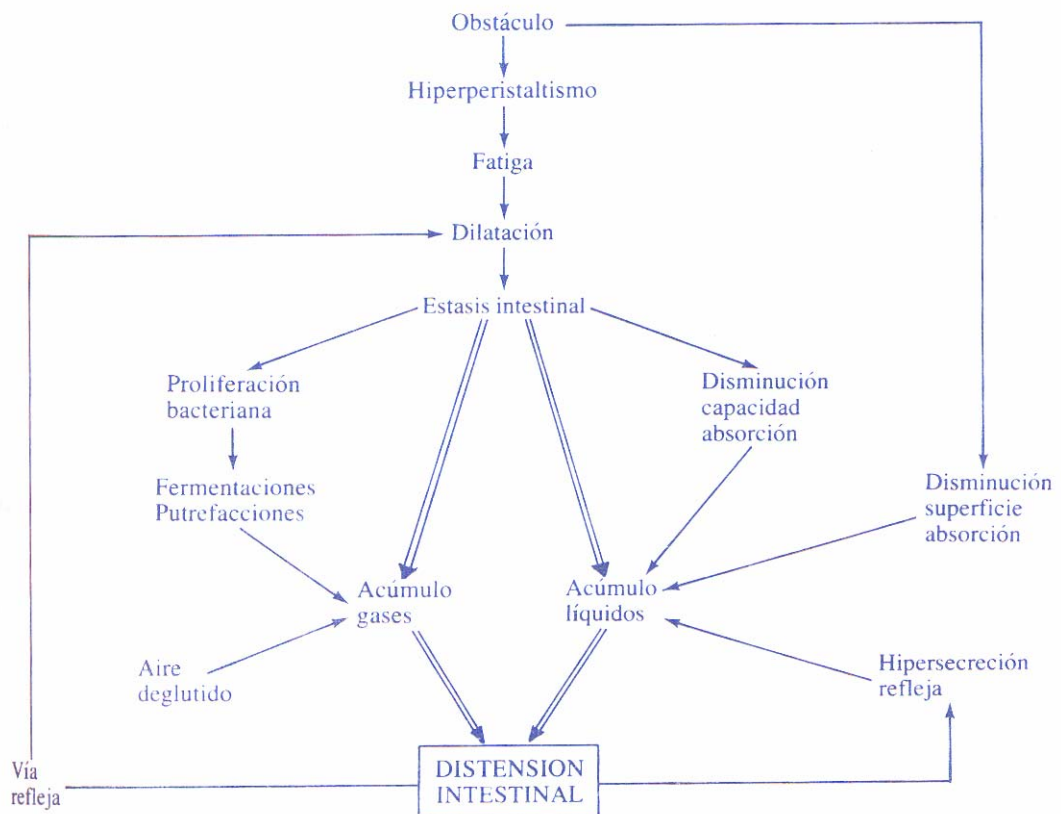 Obstáculo
Hiperperistaltismo
Fatiga
Dilatación
Estasis intestinal
Proliferación
bacteriana
Disminución
capacidad
absorción
Fermentaciones
Putrefacciones
Disminución
superficie
absorción
Acúmulo
gases
Acúmulo
líquidos
Aire
deglutido
Hipersecreción
refleja
Vía
refleja
DISTENSION
INTESTINAL